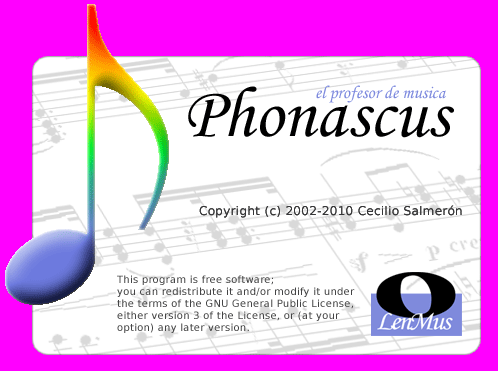 el profesor de musica
Phonascus
Copyright (c) 2002-2010 Cecilio Salmerón
p cre
This program is free software;
you can redistribute it and/or modify it under
the terms of the GNU General Public License,
either version 3 of the License, or (at your
option) any later version.
LenMus